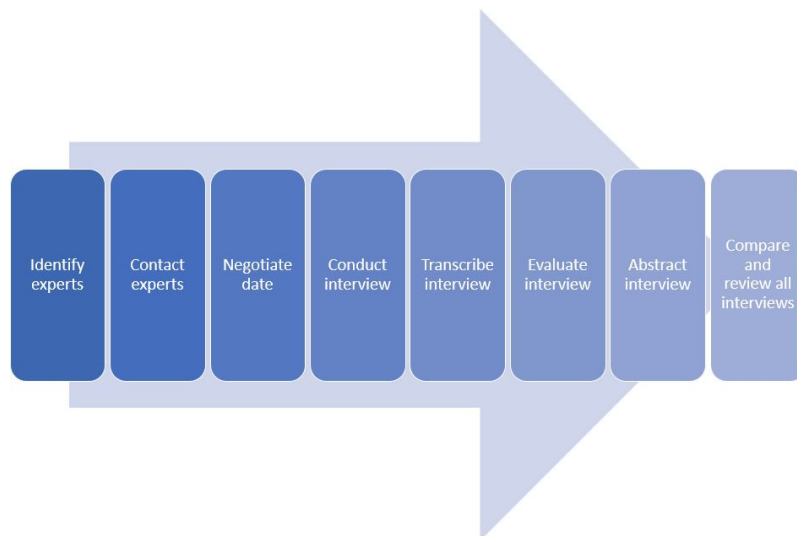 Identify
experts
Contact
experts
Negotiate
date
Conduct
interview
Transcribe
interview
Evaluate
interview
Abstract
interview
Compare
and
review all
interviews